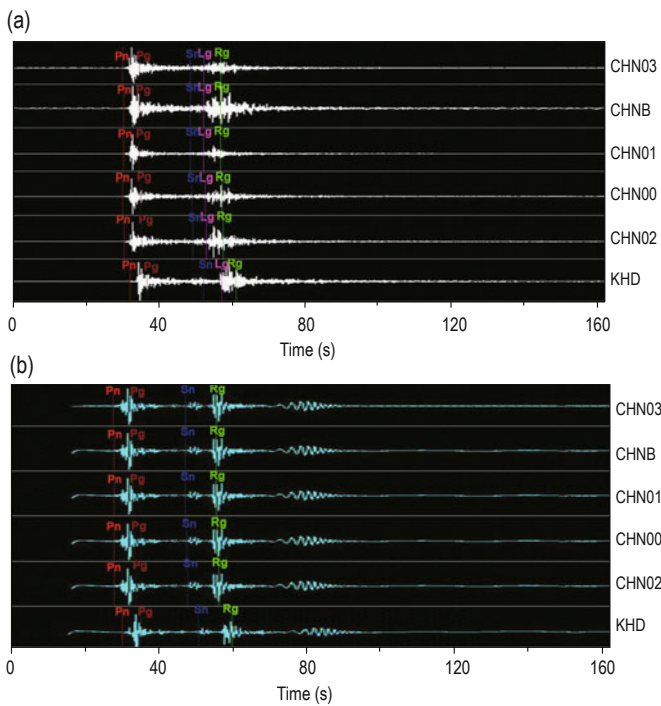 (a)
Pn Pg Sn Lg Rg CHN03
Pn Pg Sn Lg Rg CHNB
Pn Pg Sn Lg Rg CHN01
Pn Pg Sn Lg Rg CHN00
Pn Pg Sn Lg Rg CHN02
Pn Pg Sn Lg Rg KHD
0 40 60 80 120 160
Time (s)
(b)
Pn Pg Sn Rg CHN03
Pn Pg Sn Rg CHNB
Pn Pg Sn Rg CHN01
Pn Pg Sn Rg CHN00
Pn Pg Sn Rg CHN02
Pn Pg Sn Rg KHD
0 20 40 60 80 120 160
Time (s)